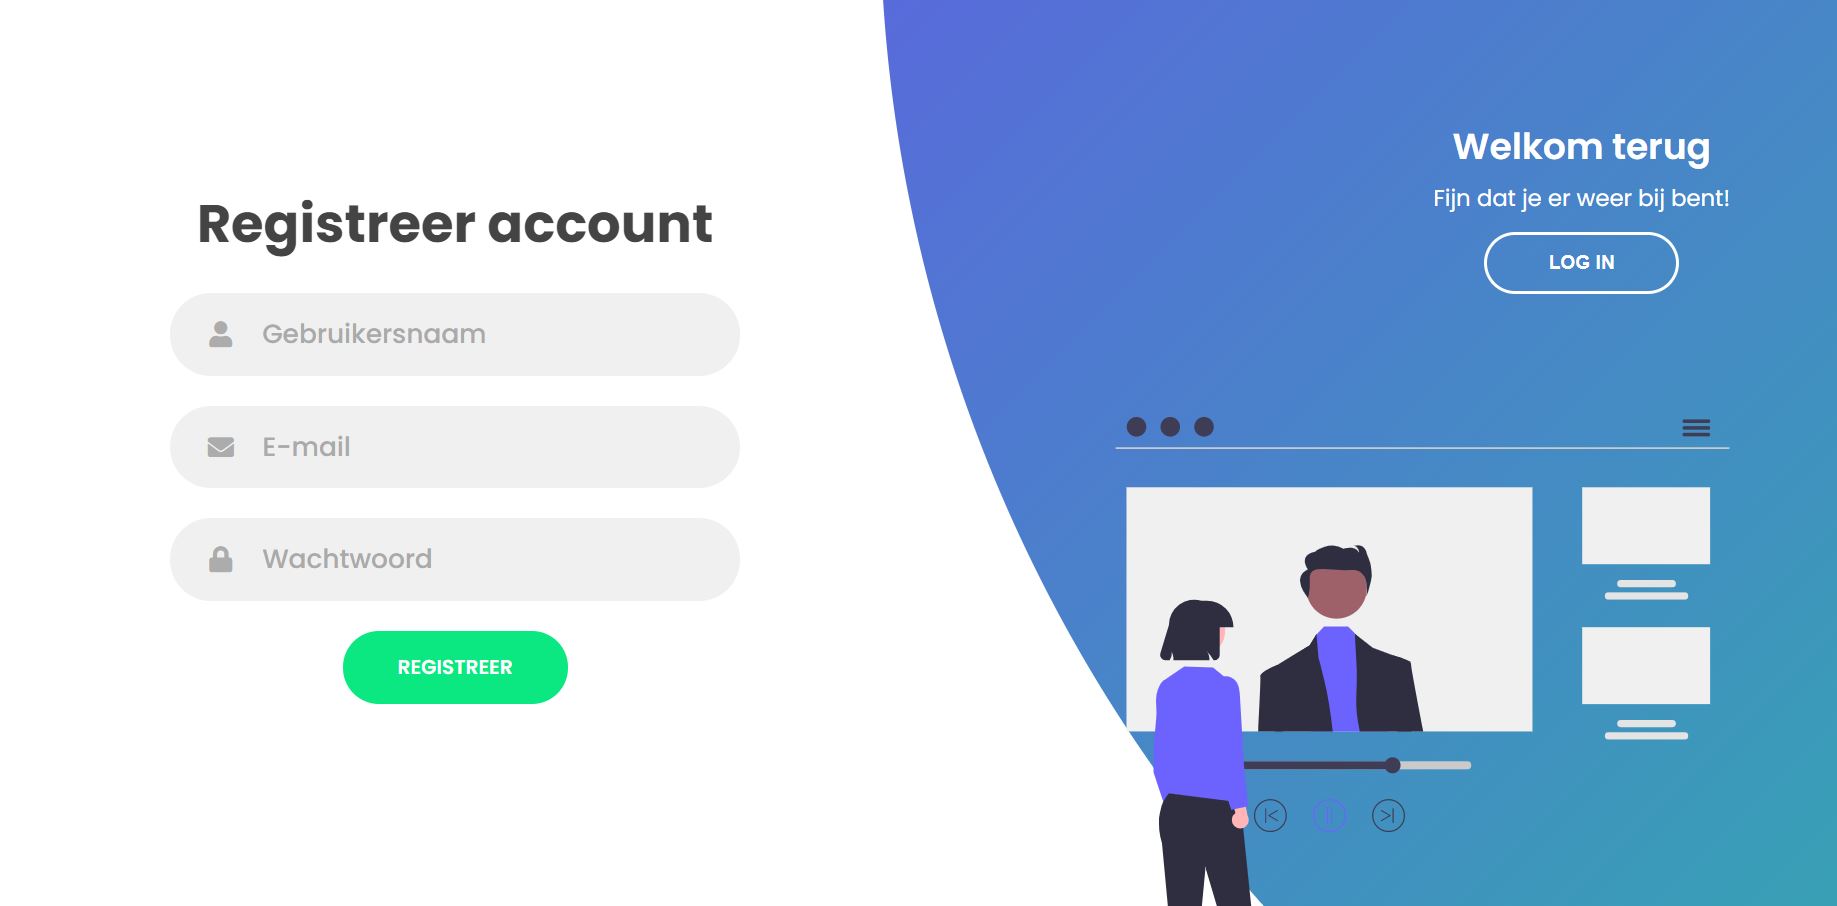 Registreer account
Gebruikersnaam
E-mail
Wachtwoord
REGISTREER
Welkom terug
Fijn dat je er weer bij bent!
LOG IN